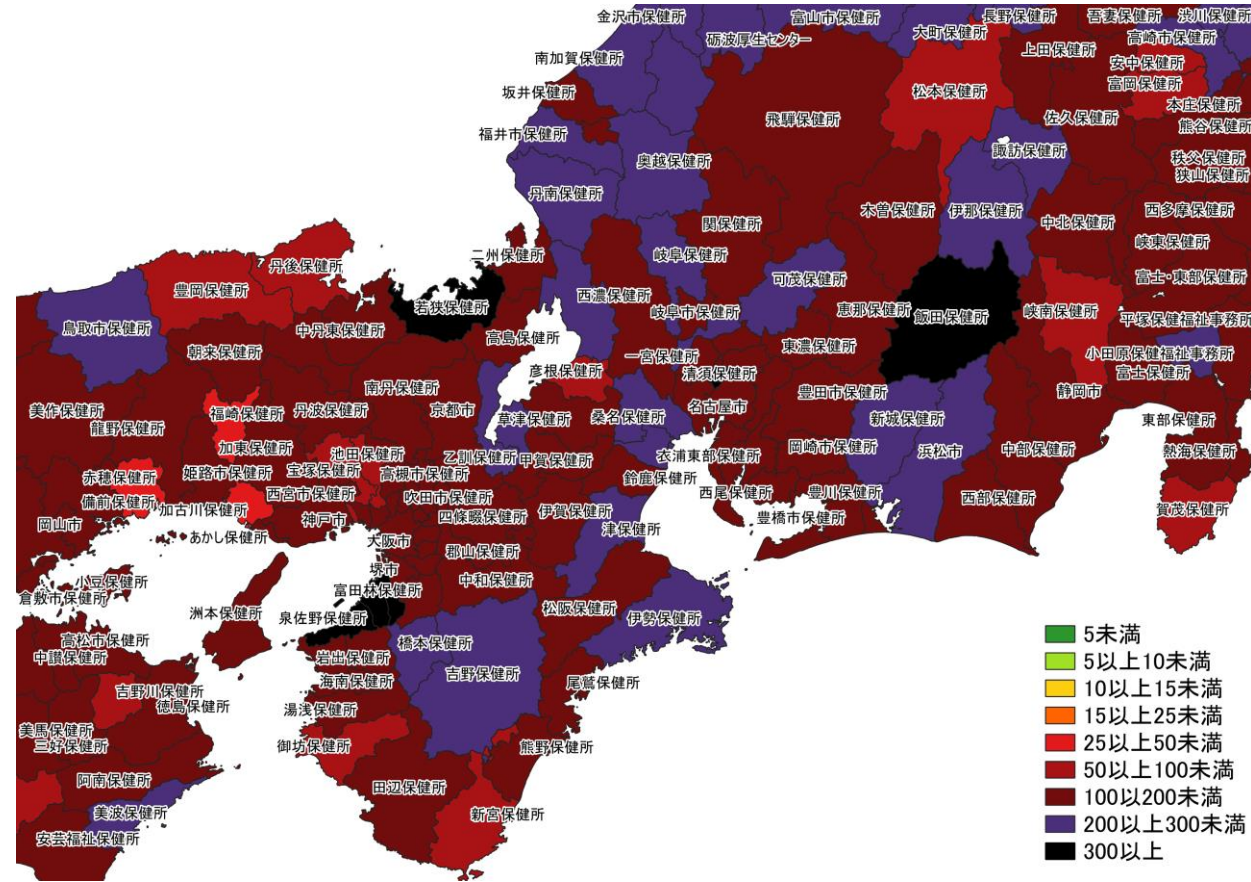 金沢市保健所
富山市保健所
長野保健所
吾妻保健所
渋川保健所
砺波厚生センター
大町保健所
高崎市保健所
南加賀保健所
上田保健所
安中保健所
富岡保健所
坂井保健所
松本保健所
本庄保健所
飛騨保健所
佐久保健所
熊谷保健所
福井市保健所
諏訪保健所
秩父保健所
奥越保健所
狭山保健所
丹南保健所
木曽保健所
伊那保健所
西多摩保健所
関保健所
中北保健所
峡東保健所
丹後保健所
二州保健所
岐阜保健所
可茂保健所
富士・東部保健所
豊岡保健所
若狭保健所
西濃保健所
恵那保健所
飯田保健所
峡南保健所
平塚保健福祉事務所
鳥取市保健所
中丹東保健所
高島保健所
岐阜市保健所
東濃保健所
小田原保健福祉事務所
朝来保健所
一宮保健所
彦根保健所
清須保健所
富士保健所
南丹保健所
豊田市保健所
静岡市
美作保健所
福崎保健所
丹波保健所
京都市
草津保健所
桑名保健所
名古屋市
新城保健所
東部保健所
龍野保健所
加東保健所
池田保健所
乙訓保健所
甲賀保健所
衣浦東部保健所
岡崎市保健所
浜松市
中部保健所
熱海保健所
赤穂保健所
姫路市保健所
宝塚保健所
高槻市保健所
鈴鹿保健所
備前保健所
加古川保健所
西宮市保健所
吹田市保健所
西尾保健所
豊川保健所
西部保健所
賀茂保健所
岡山市
神戸市
四條畷保健所
伊賀保健所
豊橋市保健所
あかし保健所
大阪市
津保健所
郡山保健所
堺市
小豆保健所
中和保健所
倉敷市保健所
富田林保健所
洲本保健所
泉佐野保健所
松阪保健所
伊勢保健所
高松市保健所
橋本保健所
中讃保健所
岩出保健所
吉野保健所
海南保健所
尾鷲保健所
吉野川保健所
徳島保健所
湯浅保健所
美馬保健所
三好保健所
御坊保健所
熊野保健所
阿南保健所
田辺保健所
美波保健所
新宮保健所
安芸福祉保健所
5未満
5以上10未満
10以上15未満
15以上25未満
25以上50未満
50以上100未満
100以上200未満
200以上300未満
300以上